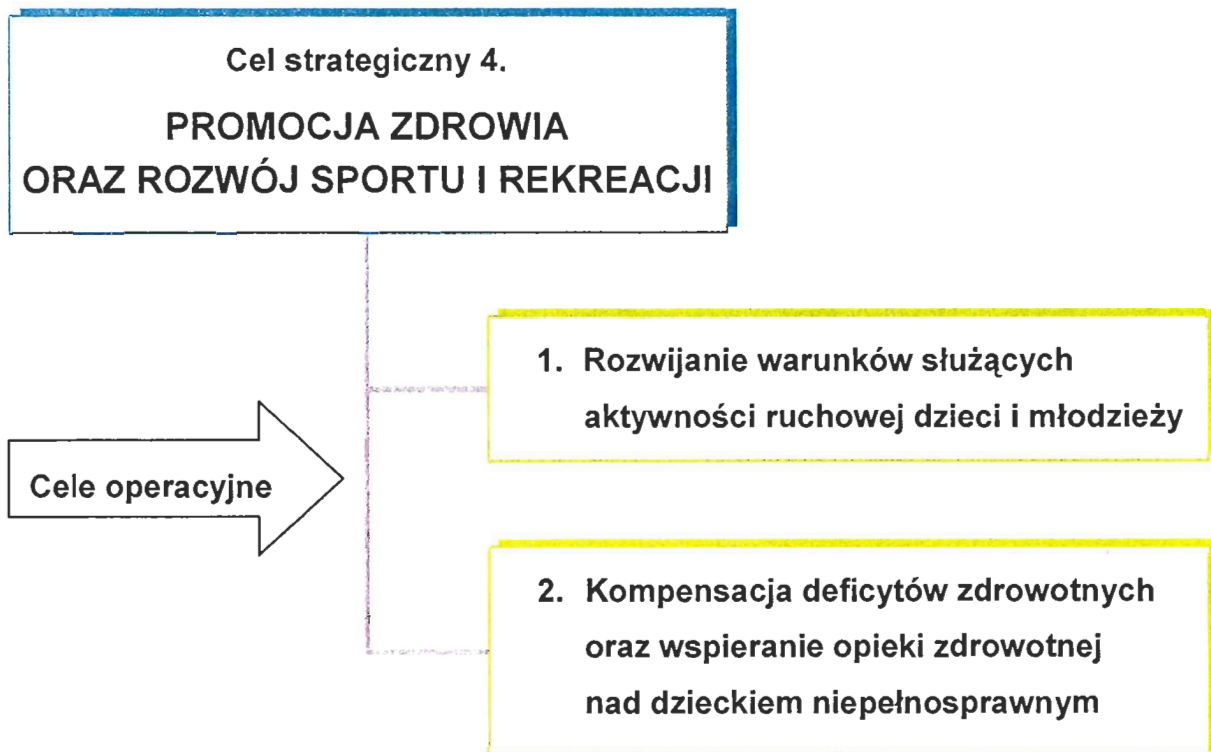 Cel strategiczny 4.
PROMOCJA ZDROWIA
ORAZ ROZWÓJ SPORTU I REKREACJI
1. Rozwijanie warunków służących
aktywności ruchowej dzieci i młodzieży
Cele operacyjne
2. Kompensacja deficytów zdrowotnych
oraz wspieranie opieki zdrowotnej
nad dzieckiem niepełnosprawnym